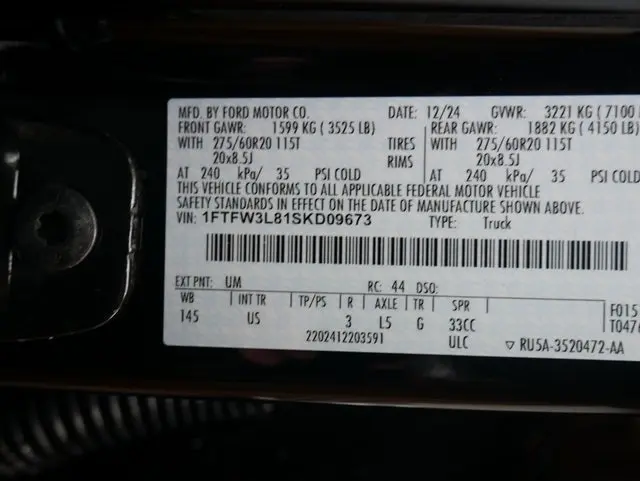 MFD. BY FORD MOTOR CO. DATE: 12/24 GVWR: 3221 KG ( 7100
FRONT GAWR: 1599 KG ( 3525 LB) REAR GAWR: 1882 KG ( 4150 LB)
WITH 275/60R20 115T TIRES WITH 275/60R20 115T
20x8.5J RIMS 20x8.5J
AT 240 kPa/ 35 PSI COLD AT 240 kPa/ 35 PSI COLD
THIS VEHICLE CONFORMS TO ALL APPLICABLE FEDERAL MOTOR VEHICLE
SAFETY STANDARDS IN EFFECT ON THE DATE OF MANUFACTURE SHOWN ABOVE.
VIN: 1FTFW3L81SKD09673 TYPE: Truck
EXT PNT: UM RC: 44 DSO:
WB INT TR TP/PS R AXLE TR SPR F015
145 US 3 L5 G 33CC T0476
2202412203591 ULC ▽ RU5A-3520472-AA